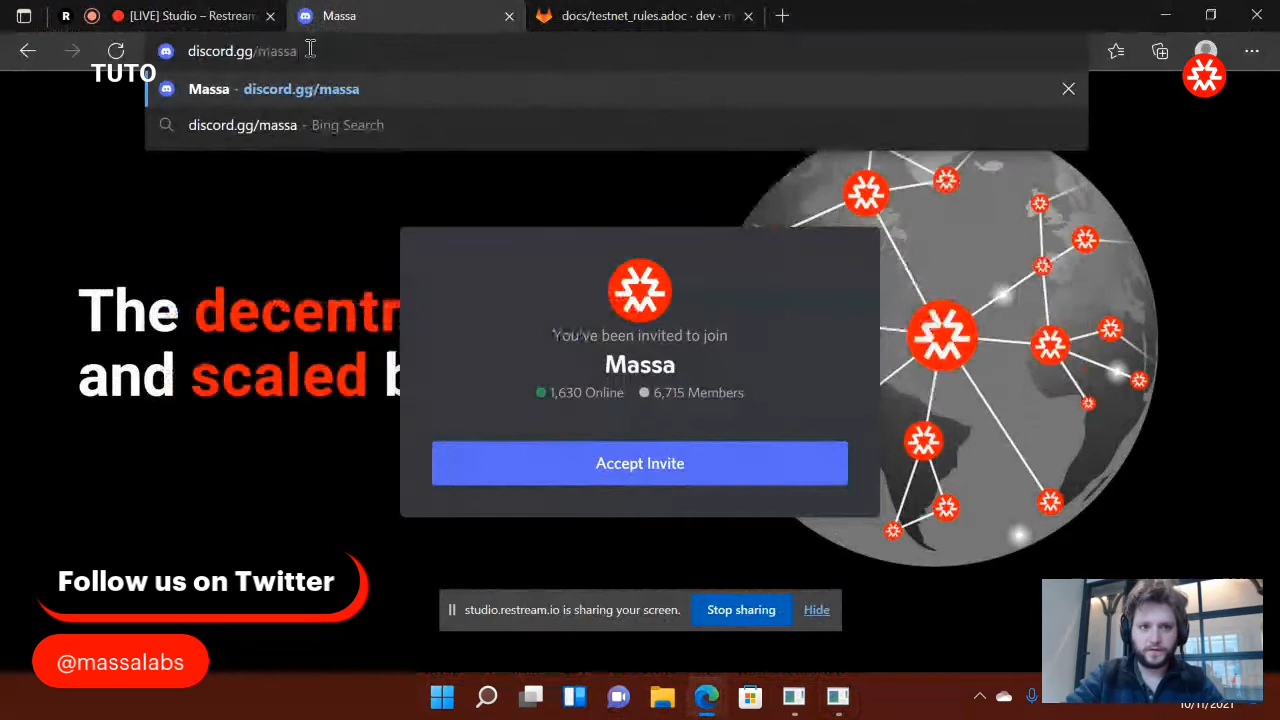 [LIVE] Studio – Restream
Massa
docs/testnet_rules.adoc · dev · m
discord.gg/massa
TUTO
Massa - discord.gg/massa
discord.gg/massa - Bing Search
The decentr
and scaled b
You've been invited to join
Massa
1,630 Online 6,715 Members
Accept Invite
Follow us on Twitter
@massalabs
studio.restream.io is sharing your screen.
Stop sharing
Hide
10/11/2021